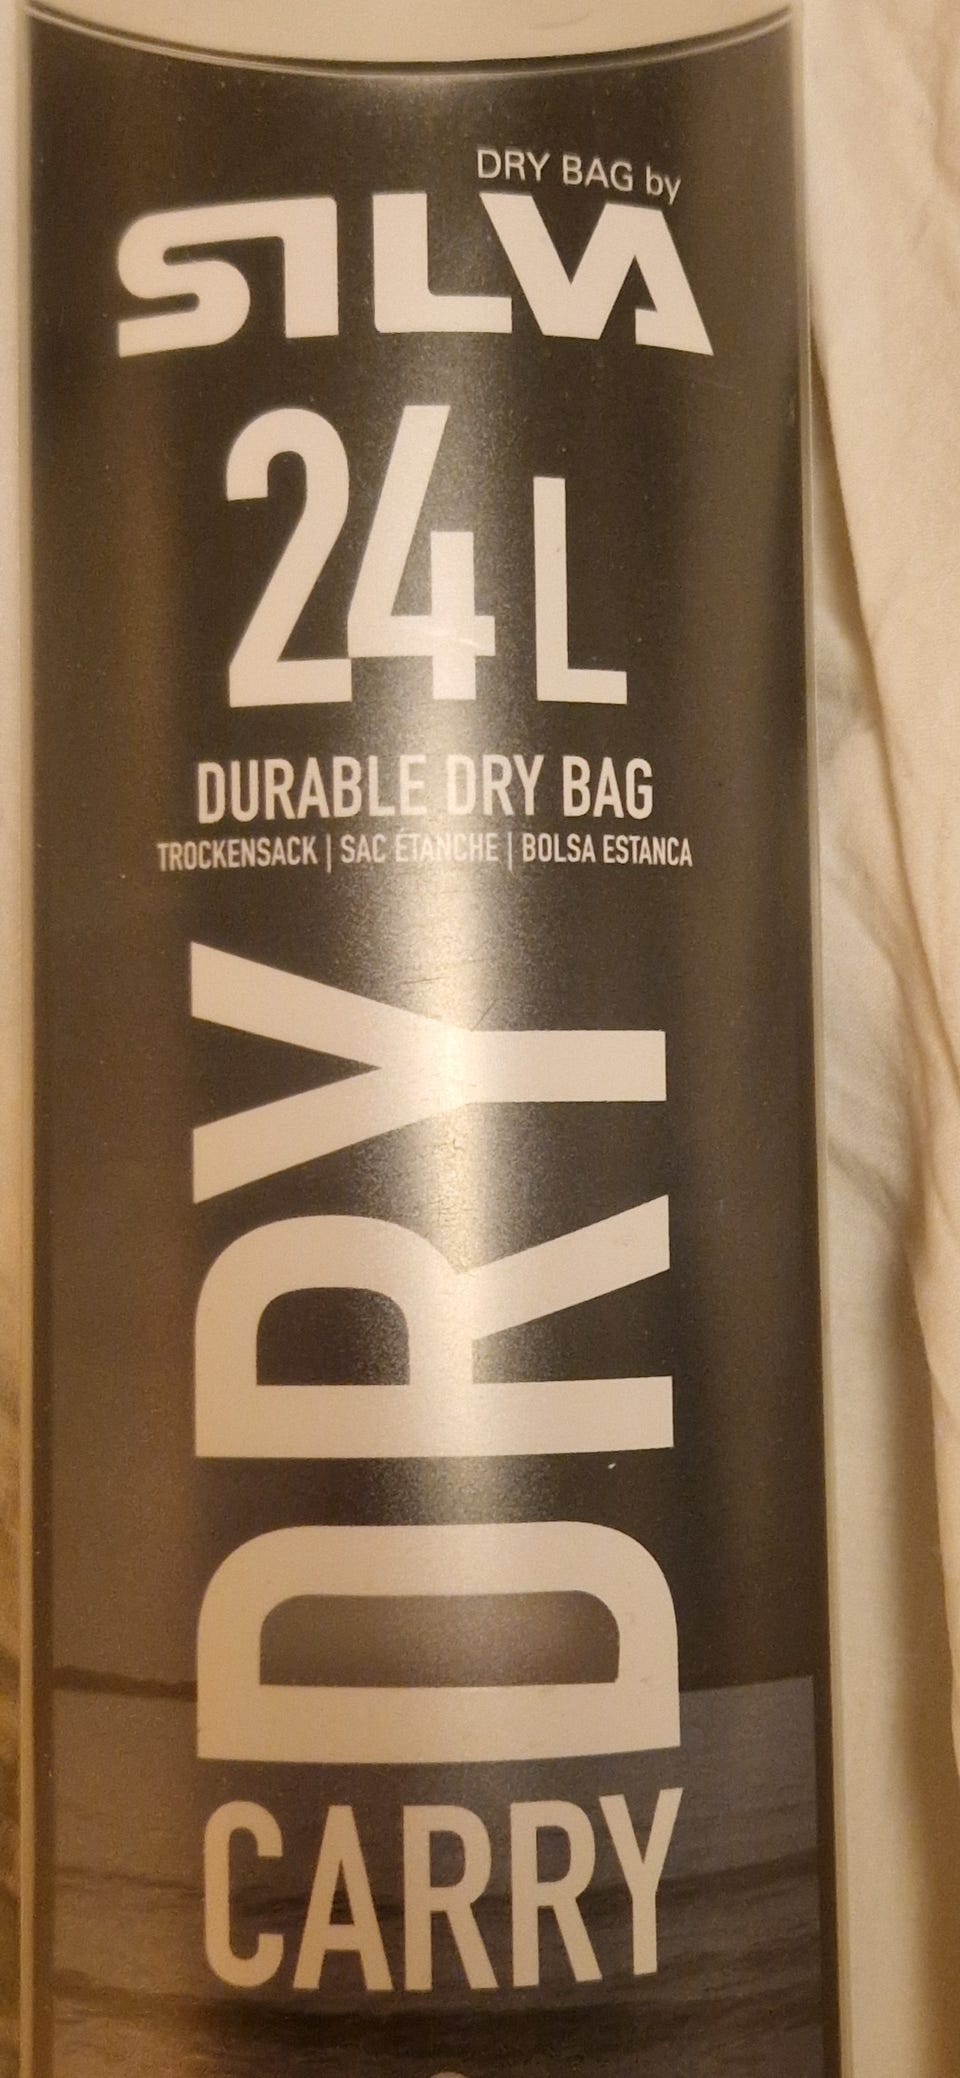 DRY BAG by
SILVA
24 L
DURABLE DRY BAG
TROCKENSACK | SAC ÉTANCHE | BOLSA ESTANCA
DRY
CARRY